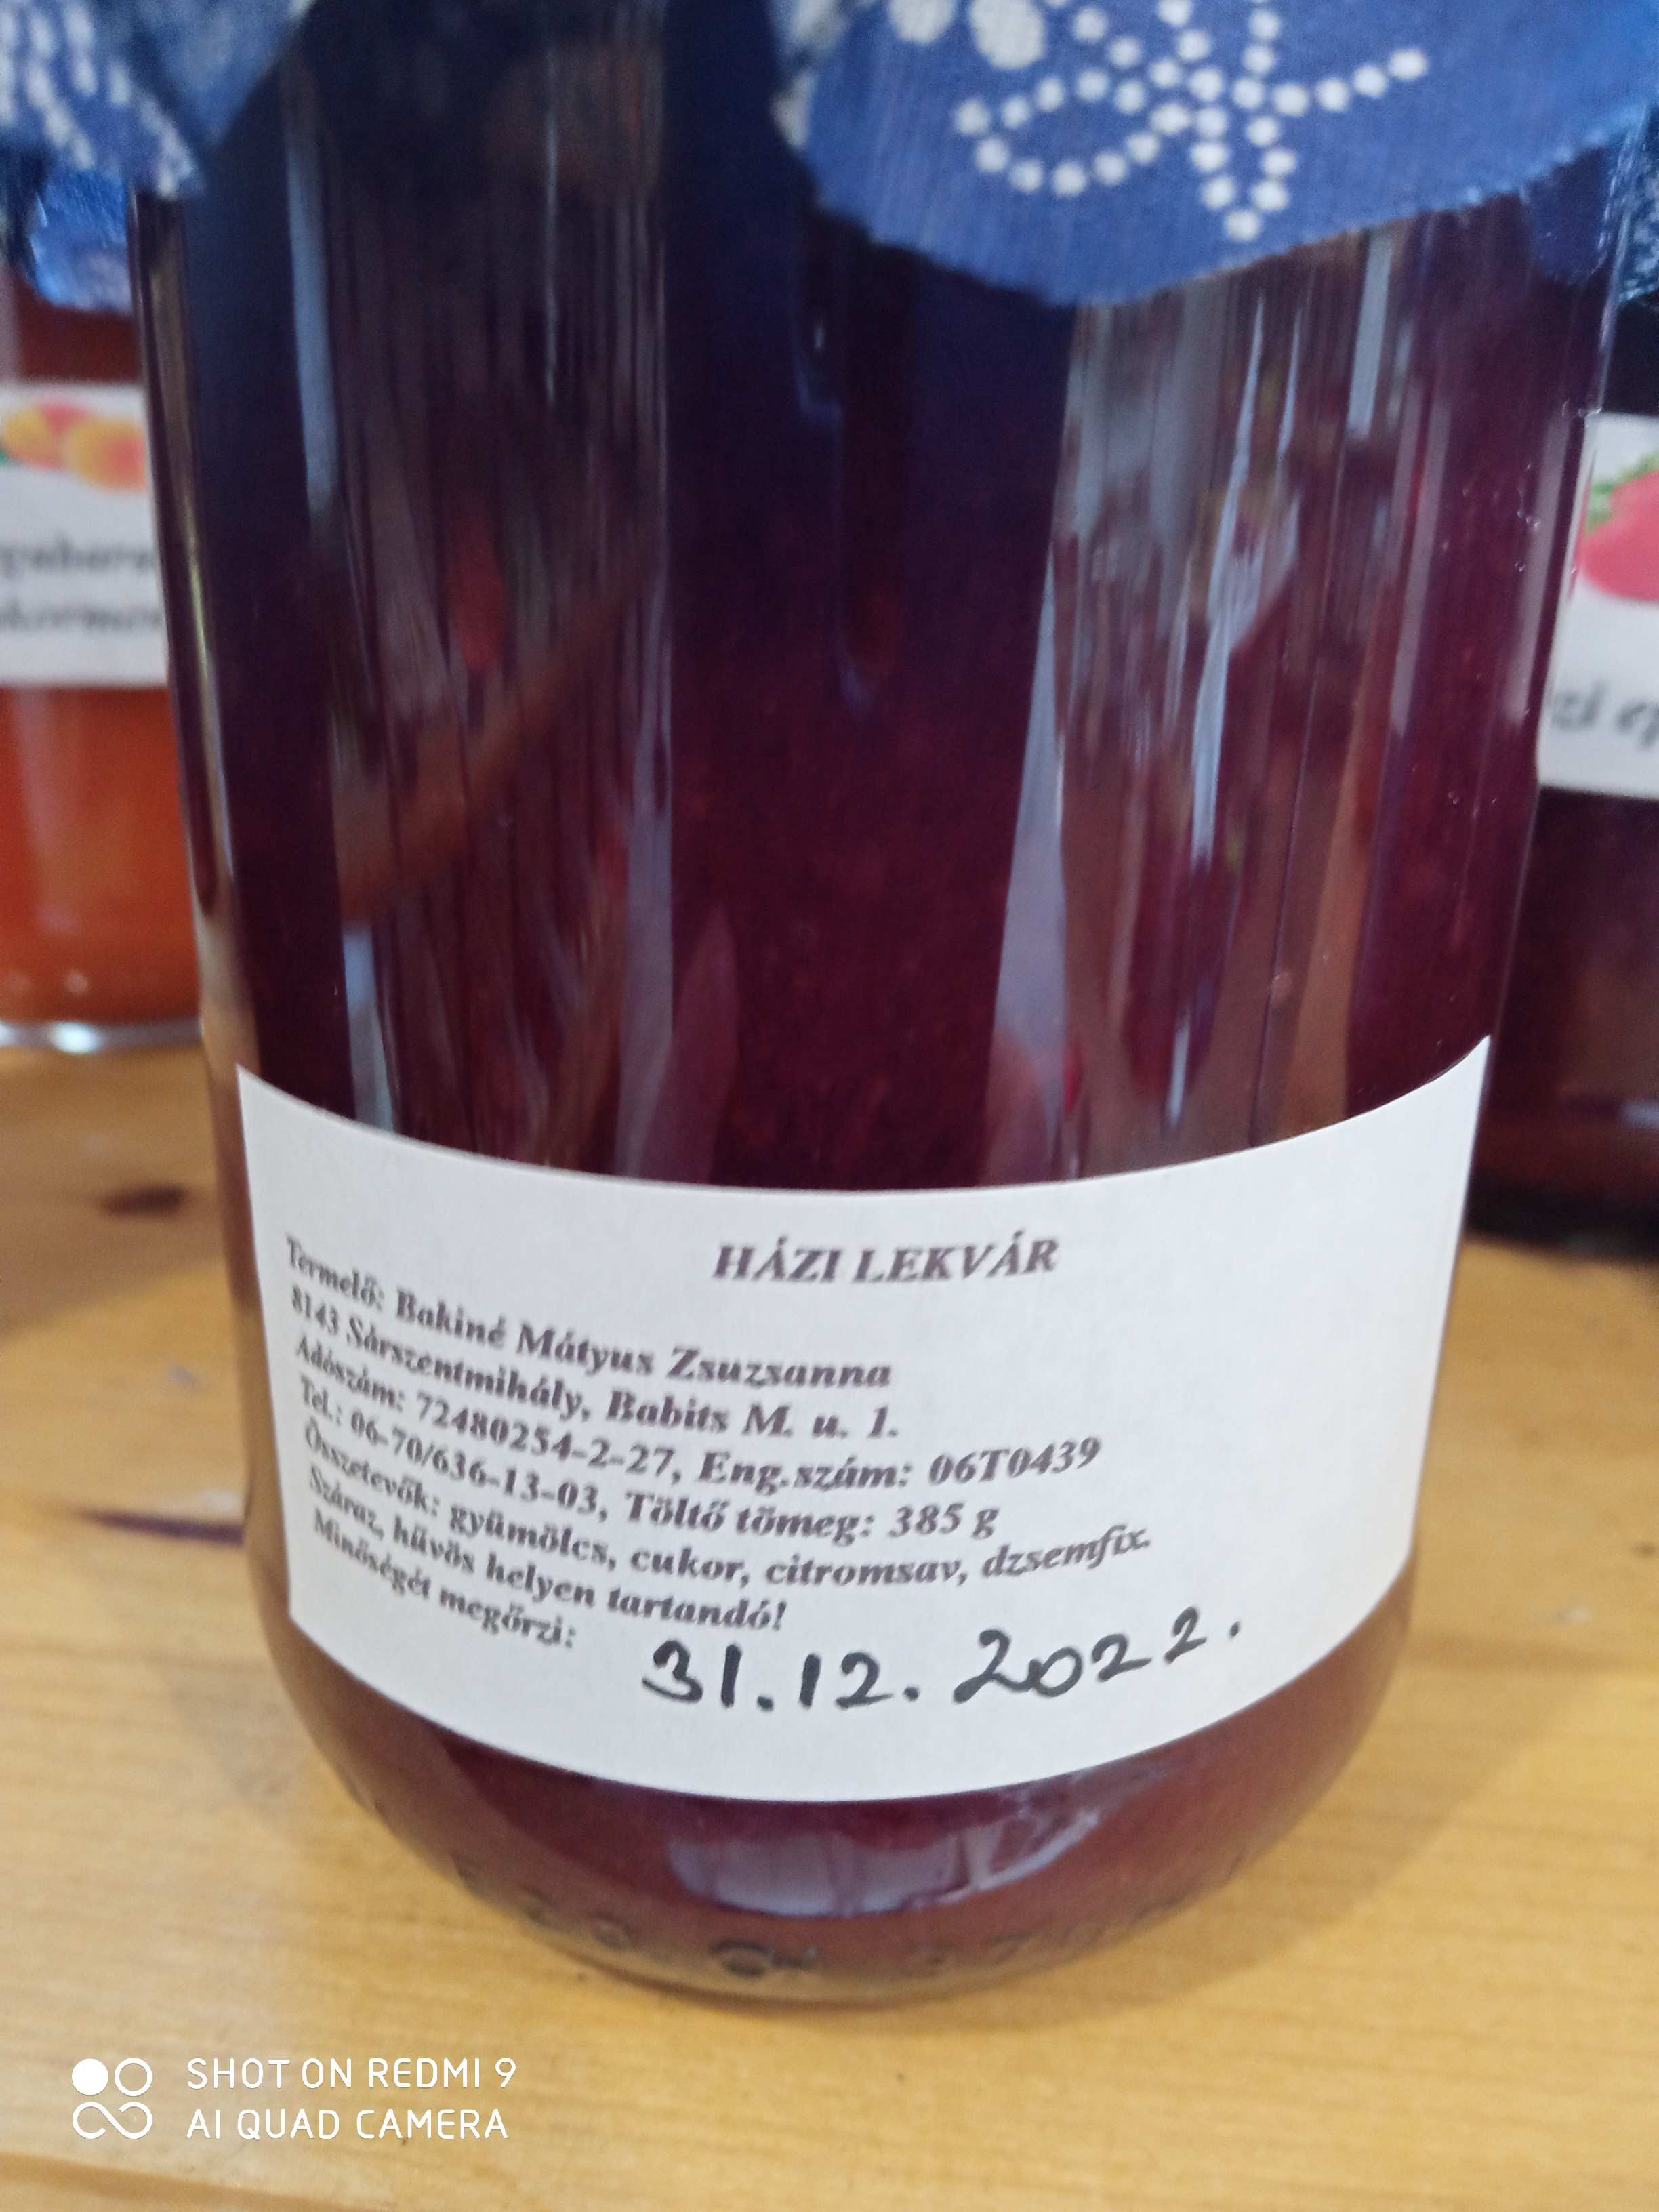 HÁZI LEKVÁR
Termelő: Bakiné Mátyus Zsuzsanna
8143 Sárszentmihály, Babits M. u. 1.
Adószám: 72480254-2-27, Eng.szám: 06T0439
Tel.: 06-70/636-13-03, Töltő tömeg: 385 g
Összetevők: gyümölcs, cukor, citromsav, dzsemfix.
Száraz, hűvös helyen tartandó!
Minőségét megőrzi: 31.12.2022.
SHOT ON REDMI 9
AI QUAD CAMERA